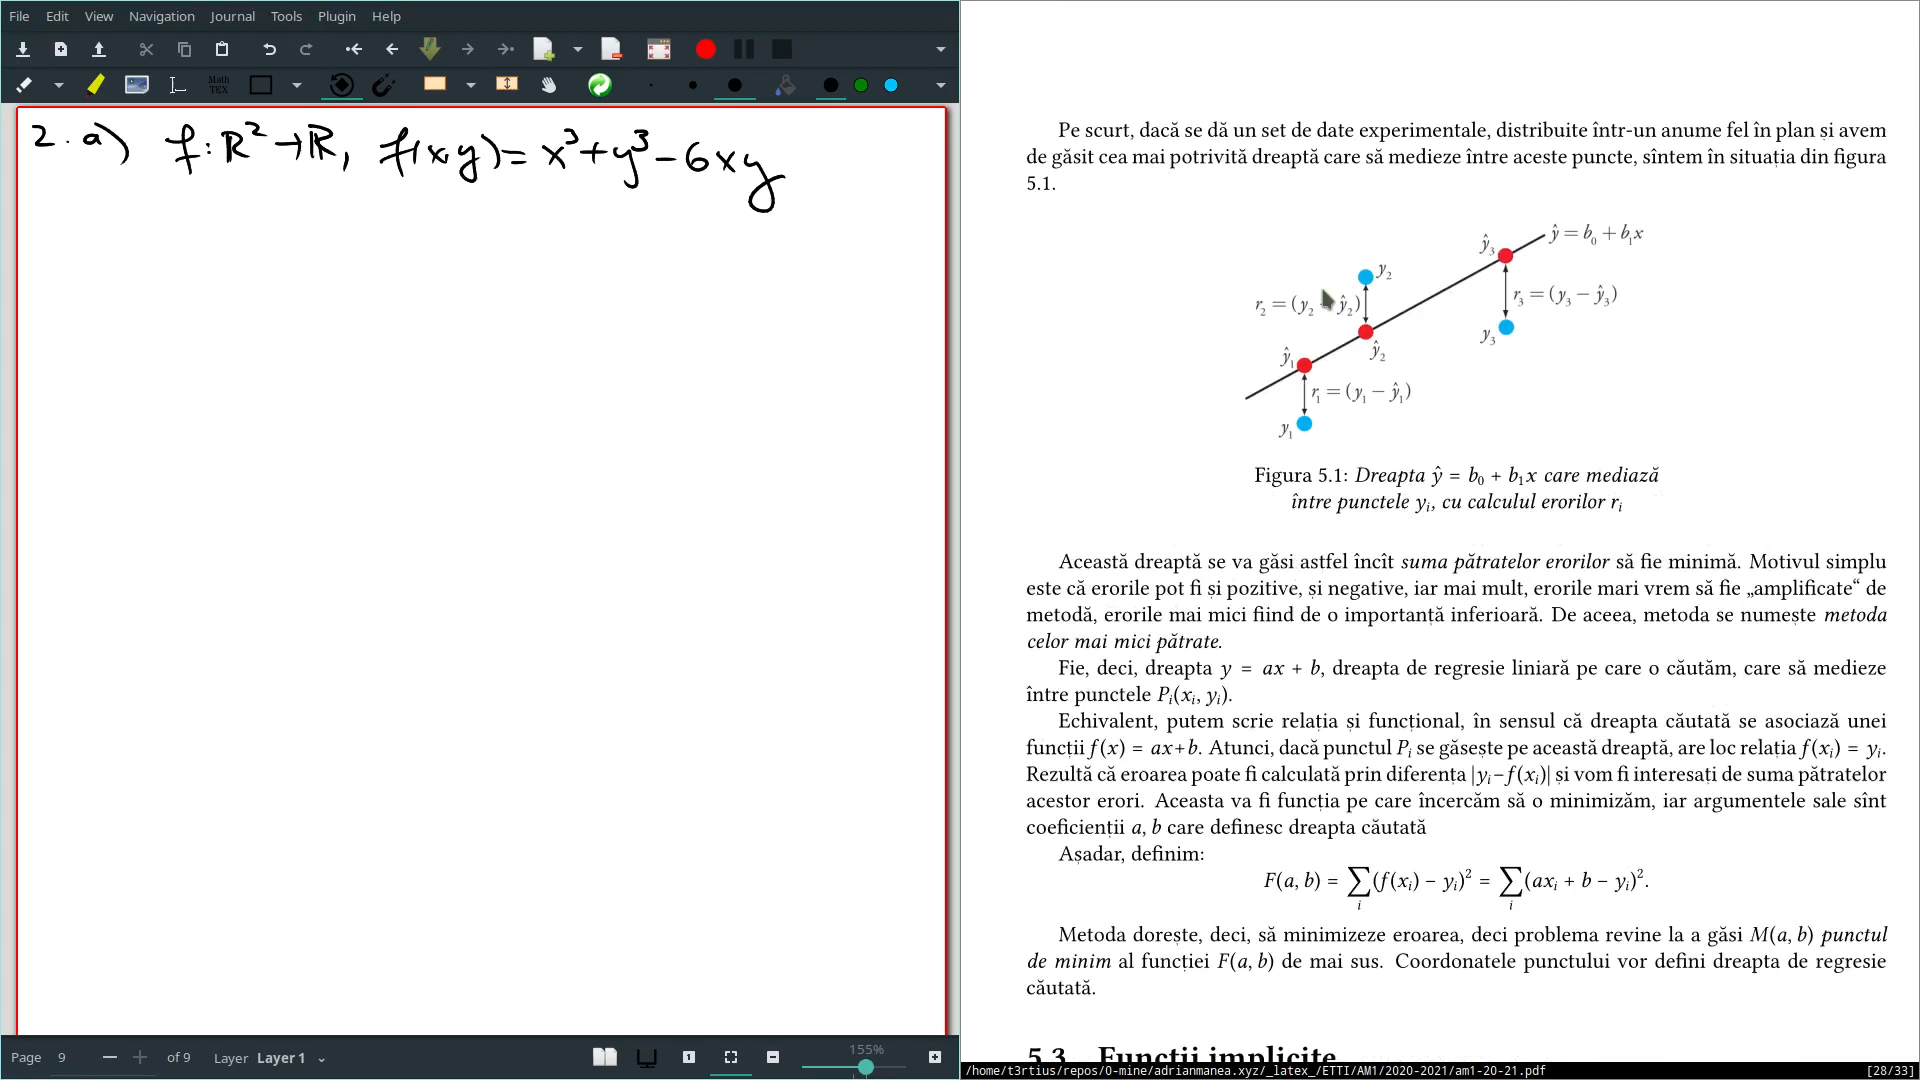 File Edit View Navigation Journal Tools Plugin Help
Math TEX
2. a) f: ℝ² → ℝ, f(x,y) = x³ + y³ - 6xy
Page 9 of 9 Layer Layer 1 155%
Pe scurt, dacă se dă un set de date experimentale, distribuite într-un anume fel în plan și avem
de găsit cea mai potrivită dreaptă care să medieze între aceste puncte, sîntem în situația din figura
5.1.
ŷ = b₀ + b₁x
ŷ₃
y₂
r₂ = (y₂ ŷ₂)
r₃ = (y₃ − ŷ₃)
y₃
ŷ₂
ŷ₁
r₁ = (y₁ − ŷ₁)
y₁
Figura 5.1: Dreapta ŷ = b₀ + b₁x care mediază
între punctele yᵢ, cu calculul erorilor rᵢ
Această dreaptă se va găsi astfel încît suma pătratelor erorilor să fie minimă. Motivul simplu
este că erorile pot fi și pozitive, și negative, iar mai mult, erorile mari vrem să fie „amplificate“ de
metodă, erorile mai mici fiind de o importanță inferioară. De aceea, metoda se numește metoda
celor mai mici pătrate.
Fie, deci, dreapta y = ax + b, dreapta de regresie liniară pe care o căutăm, care să medieze
între punctele Pᵢ(xᵢ, yᵢ).
Echivalent, putem scrie relația și funcțional, în sensul că dreapta căutată se asociază unei
funcții f(x) = ax+b. Atunci, dacă punctul Pᵢ se găsește pe această dreaptă, are loc relația f(xᵢ) = yᵢ.
Rezultă că eroarea poate fi calculată prin diferența |yᵢ−f(xᵢ)| și vom fi interesați de suma pătratelor
acestor erori. Aceasta va fi funcția pe care încercăm să o minimizăm, iar argumentele sale sînt
coeficienții a, b care definesc dreapta căutată
Așadar, definim:
F(a, b) = ∑ᵢ(f(xᵢ) − yᵢ)² = ∑ᵢ(axᵢ + b − yᵢ)².
Metoda dorește, deci, să minimizeze eroarea, deci problema revine la a găsi M(a, b) punctul
de minim al funcției F(a, b) de mai sus. Coordonatele punctului vor defini dreapta de regresie
căutată.
5.3 Funcții implicite
/home/t3rtius/repos/0-mine/adrianmanea.xyz/_latex_/ETTI/AM1/2020-2021/am1-20-21.pdf [28/33]